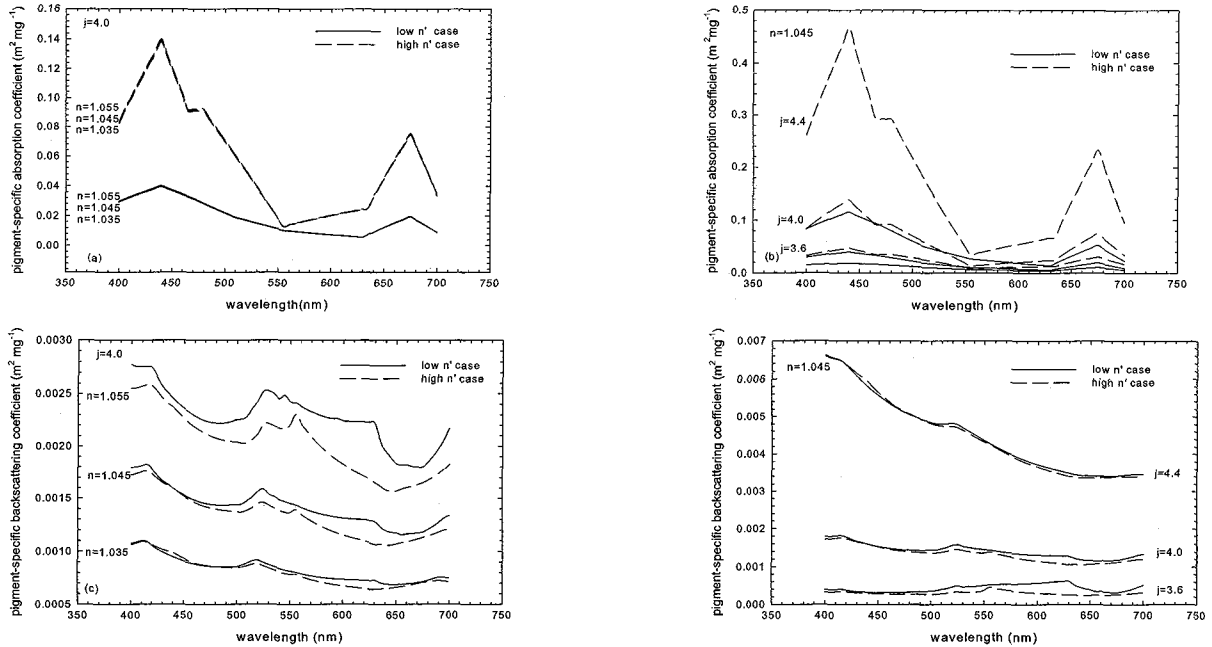 j=4.0
low n' case
high n' case
pigment-specific absorption coefficient (m² mg⁻¹)
0.16
0.14
0.12
0.10
0.08
0.06
0.04
0.02
0.00
n=1.055
n=1.045
n=1.035
n=1.055
n=1.045
n=1.035
(a)
350 400 450 500 550 600 650 700 750
wavelength(nm)
n=1.045
low n' case
high n' case
pigment-specific absorption coefficient (m²mg⁻¹)
0.5
0.4
0.3
0.2
0.1
0.0
j=4.4
j=4.0
j=3.6
(b)
350 400 450 500 550 600 650 700 750
wavelength (nm)
j=4.0
low n' case
high n' case
pigment-specific backscattering coefficient (m² mg⁻¹)
0.0030
0.0025
0.0020
0.0015
0.0010
0.0005
n=1.055
n=1.045
n=1.035
(c)
350 400 450 500 550 600 650 700 750
wavelength (nm)
n=1.045
low n' case
high n' case
pigment-specific backscattering coefficient (m² mg⁻¹)
0.007
0.006
0.005
0.004
0.003
0.002
0.001
0.000
j=4.4
j=4.0
j=3.6
350 400 450 500 550 600 650 700 750
wavelength (nm)